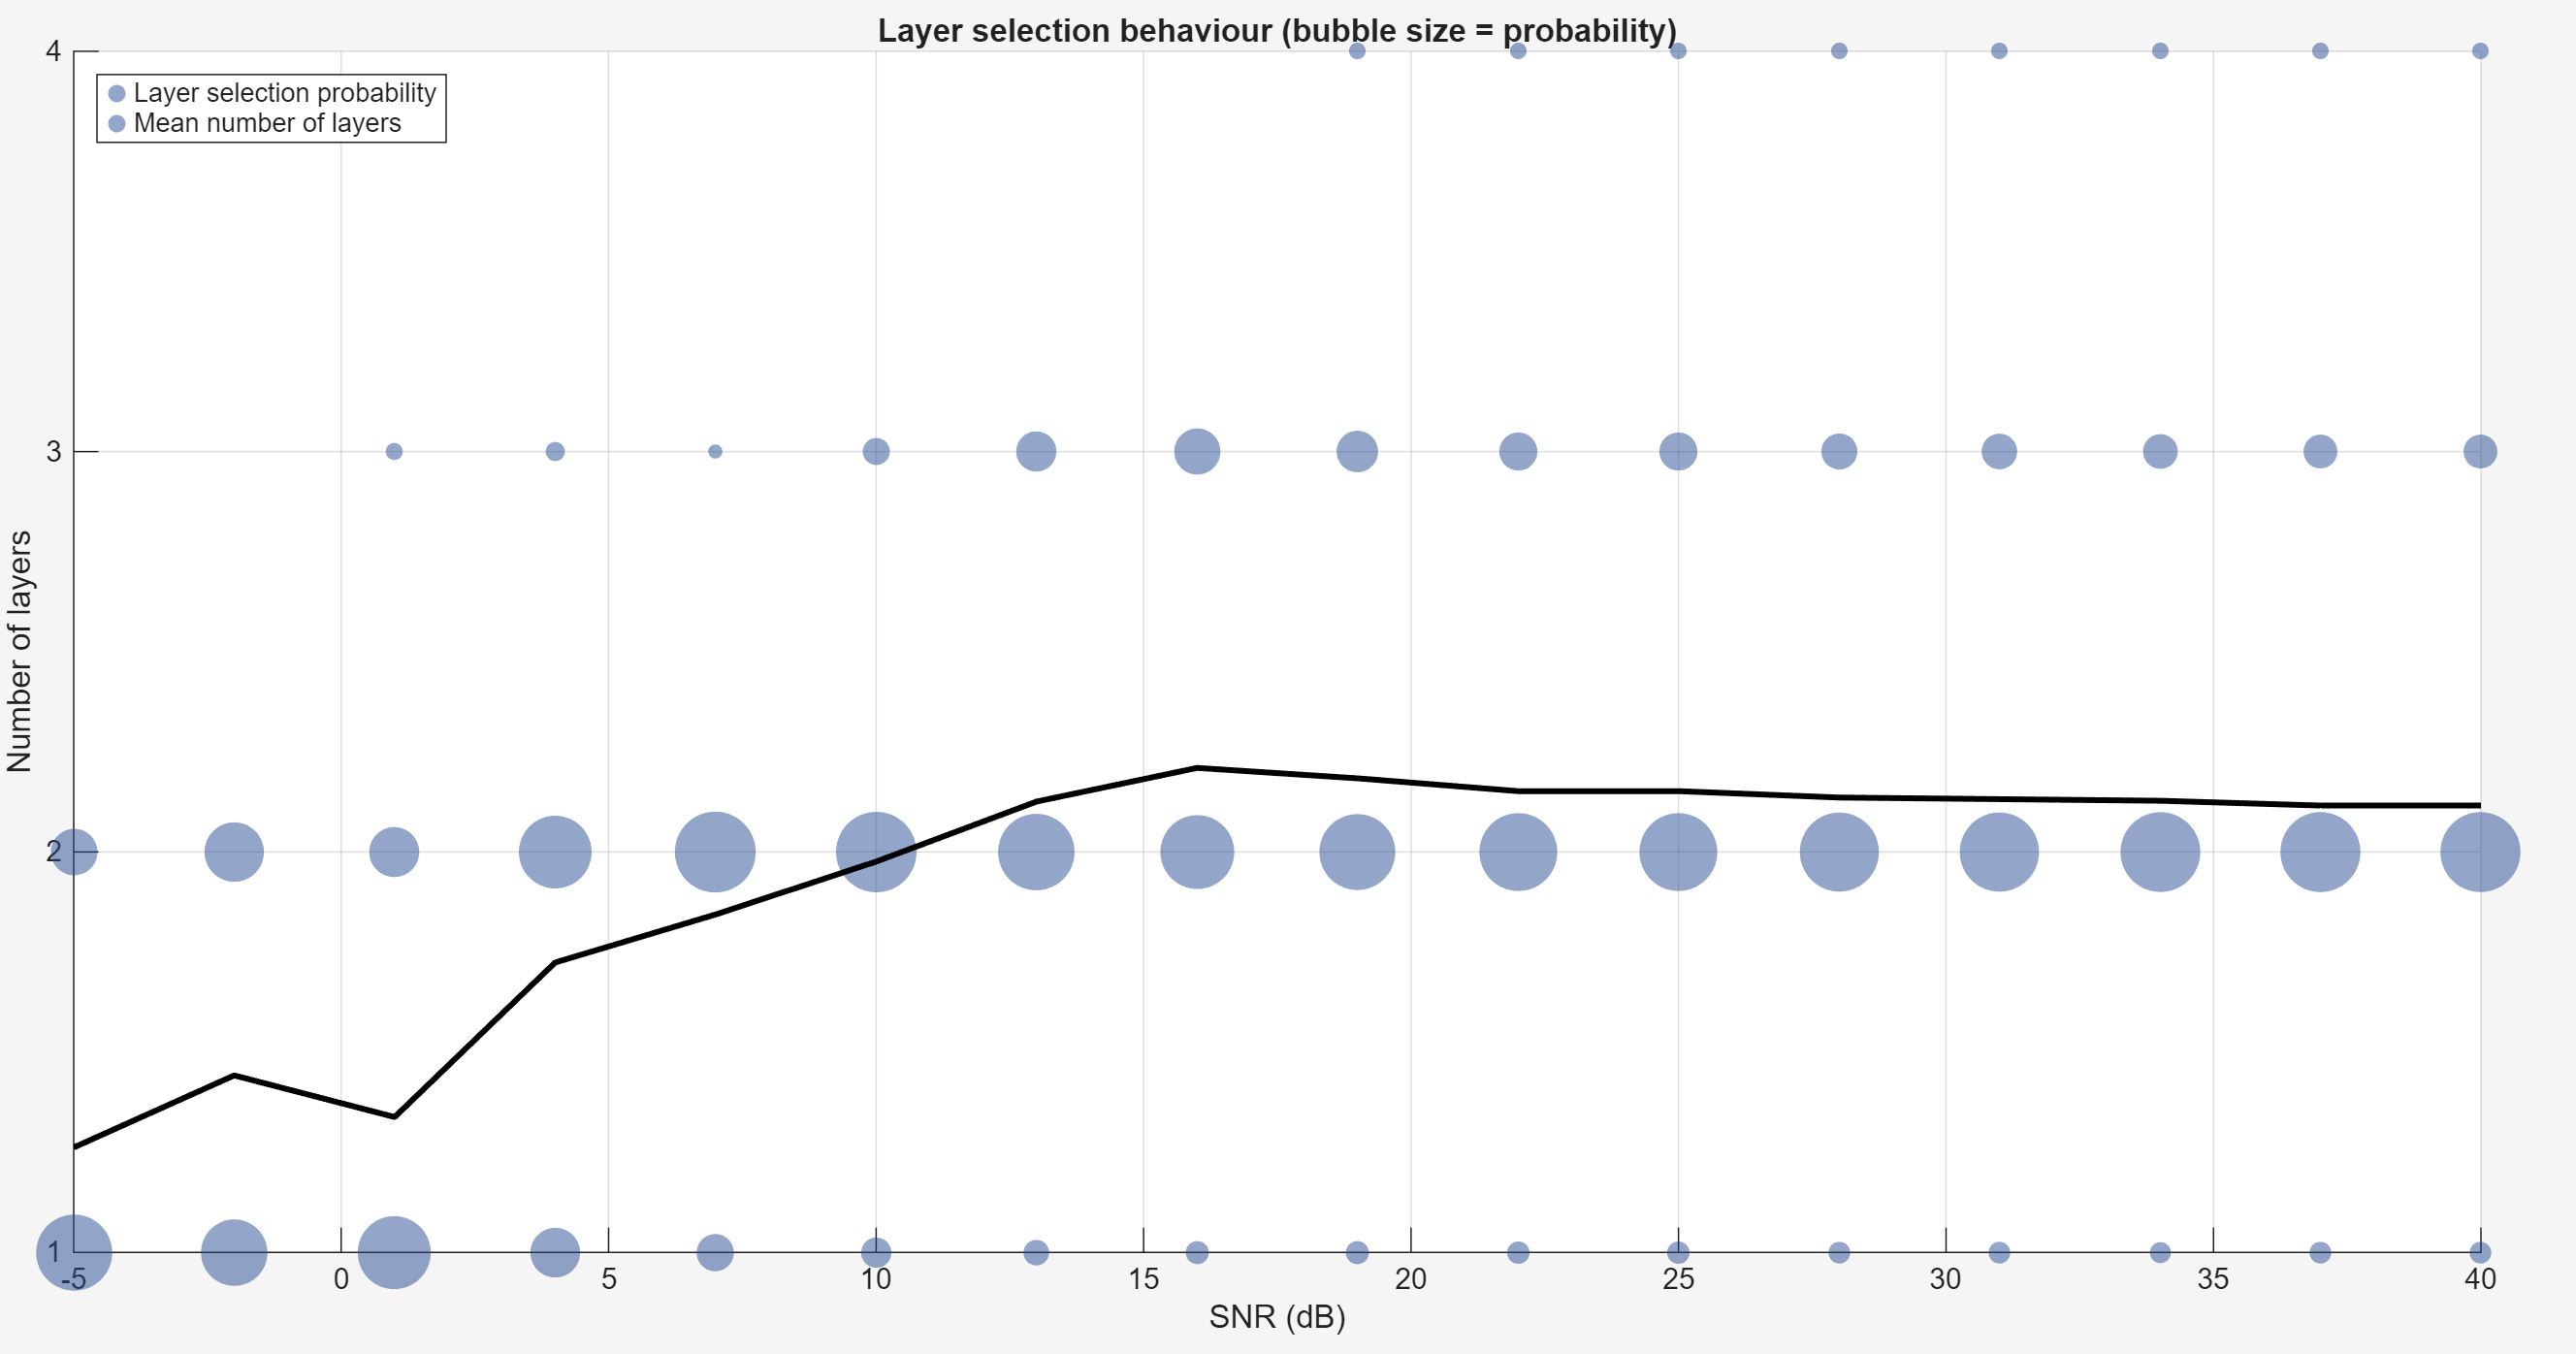 Layer selection behaviour (bubble size = probability)
Layer selection probability
Mean number of layers
Number of layers
4
3
2
1
-5 0 5 10 15 20 25 30 35 40
SNR (dB)